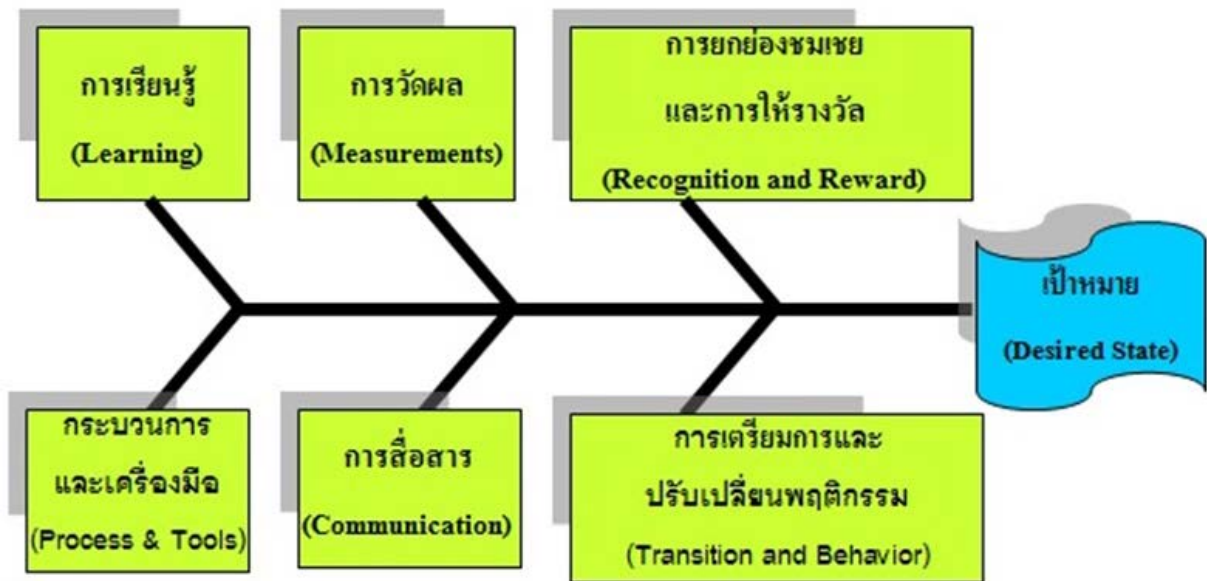 การเรียนรู้
(Learning)
การวัดผล
(Measurements)
การยกย่องชมเชย
และการให้รางวัล
(Recognition and Reward)
เป้าหมาย
(Desired State)
กระบวนการ
และเครื่องมือ
(Process & Tools)
การสื่อสาร
(Communication)
การเตรียมการและ
ปรับเปลี่ยนพฤติกรรม
(Transition and Behavior)